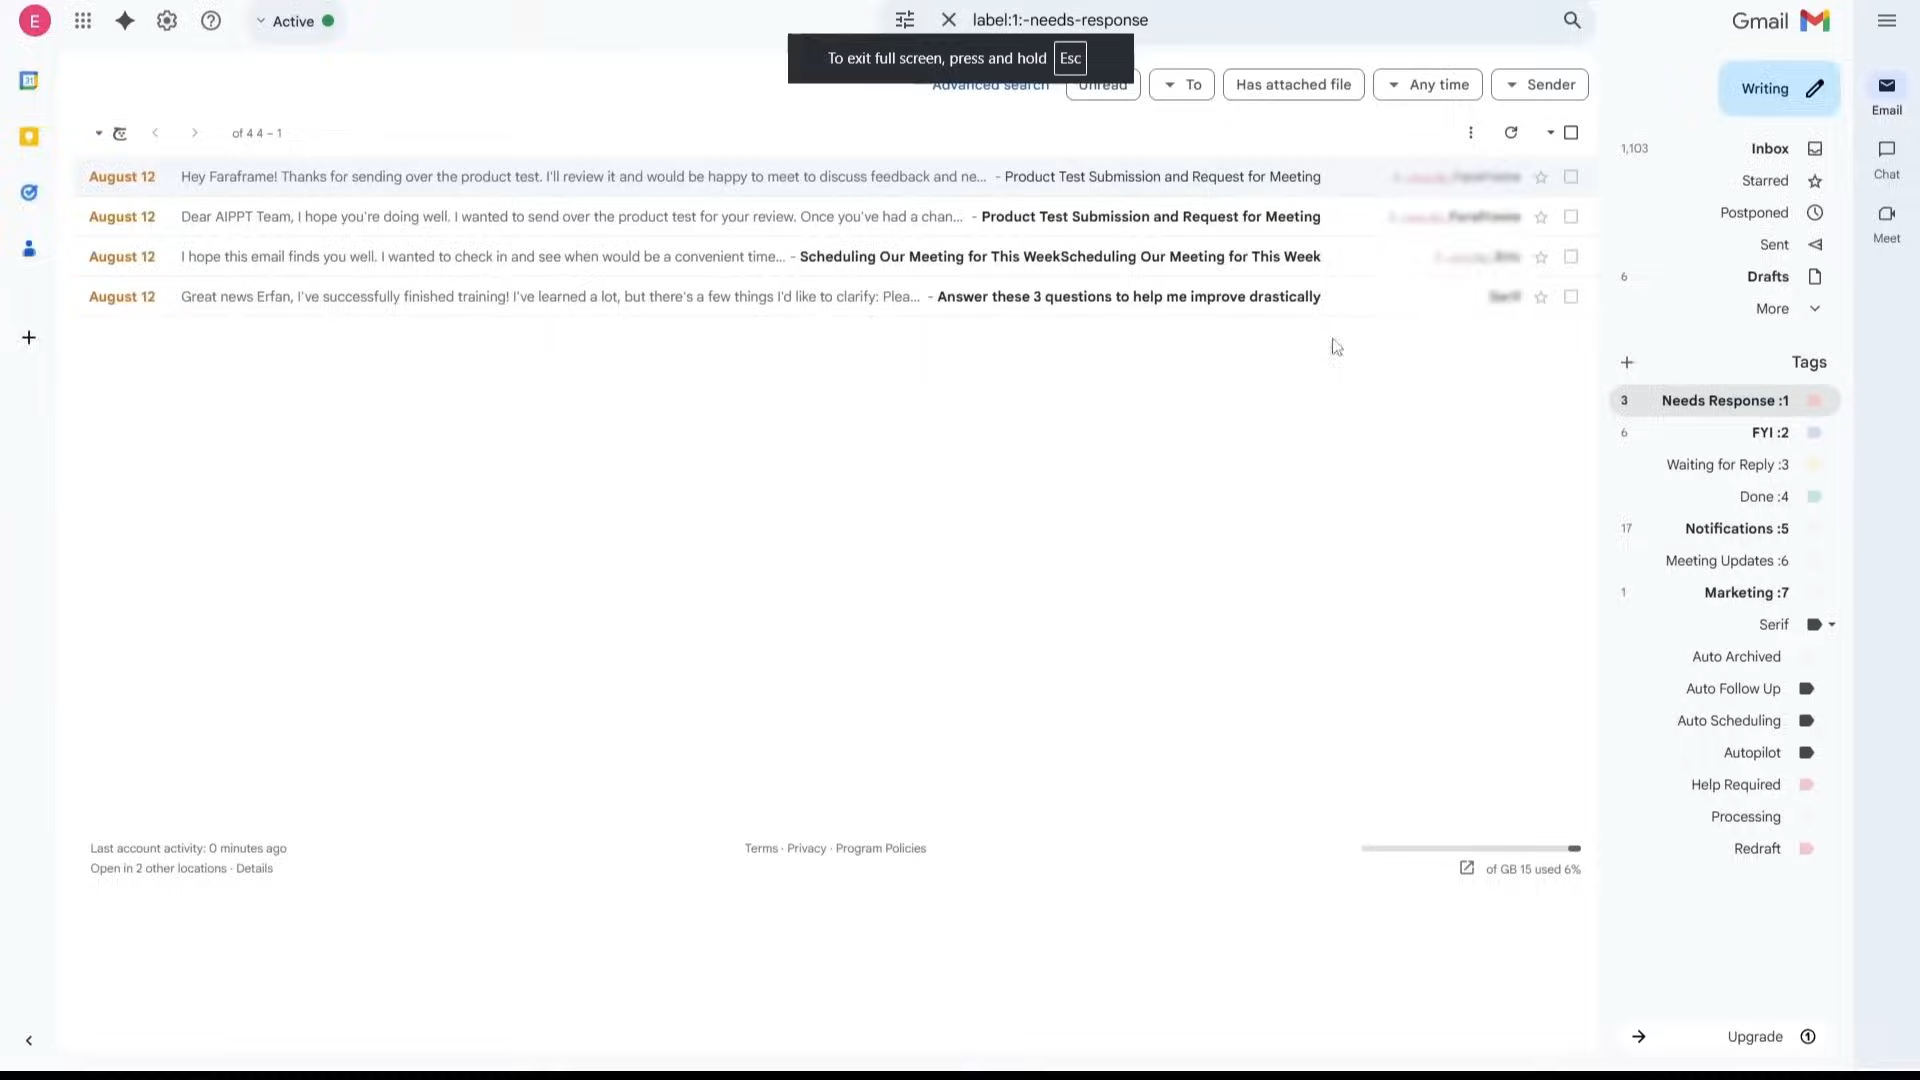 E
Active
label:1:-needs-response
Gmail
To exit full screen, press and hold Esc
Advanced search
Unread
To
Has attached file
Any time
Sender
of 4 4 – 1
August 12 Hey Faraframe! Thanks for sending over the product test. I'll review it and would be happy to meet to discuss feedback and ne... - Product Test Submission and Request for Meeting
August 12 Dear AIPPT Team, I hope you're doing well. I wanted to send over the product test for your review. Once you've had a chan... - Product Test Submission and Request for Meeting
August 12 I hope this email finds you well. I wanted to check in and see when would be a convenient time... - Scheduling Our Meeting for This WeekScheduling Our Meeting for This Week
August 12 Great news Erfan, I've successfully finished training! I've learned a lot, but there's a few things I'd like to clarify: Plea... - Answer these 3 questions to help me improve drastically
Writing
1,103 Inbox
Starred
Postponed
Sent
6 Drafts
More
Tags
3 Needs Response :1
6 FYI :2
Waiting for Reply :3
Done :4
17 Notifications :5
Meeting Updates :6
1 Marketing :7
Serif
Auto Archived
Auto Follow Up
Auto Scheduling
Autopilot
Help Required
Processing
Redraft
Upgrade
Email
Chat
Meet
31
Last account activity: 0 minutes ago
Open in 2 other locations · Details
Terms · Privacy · Program Policies
of GB 15 used 6%